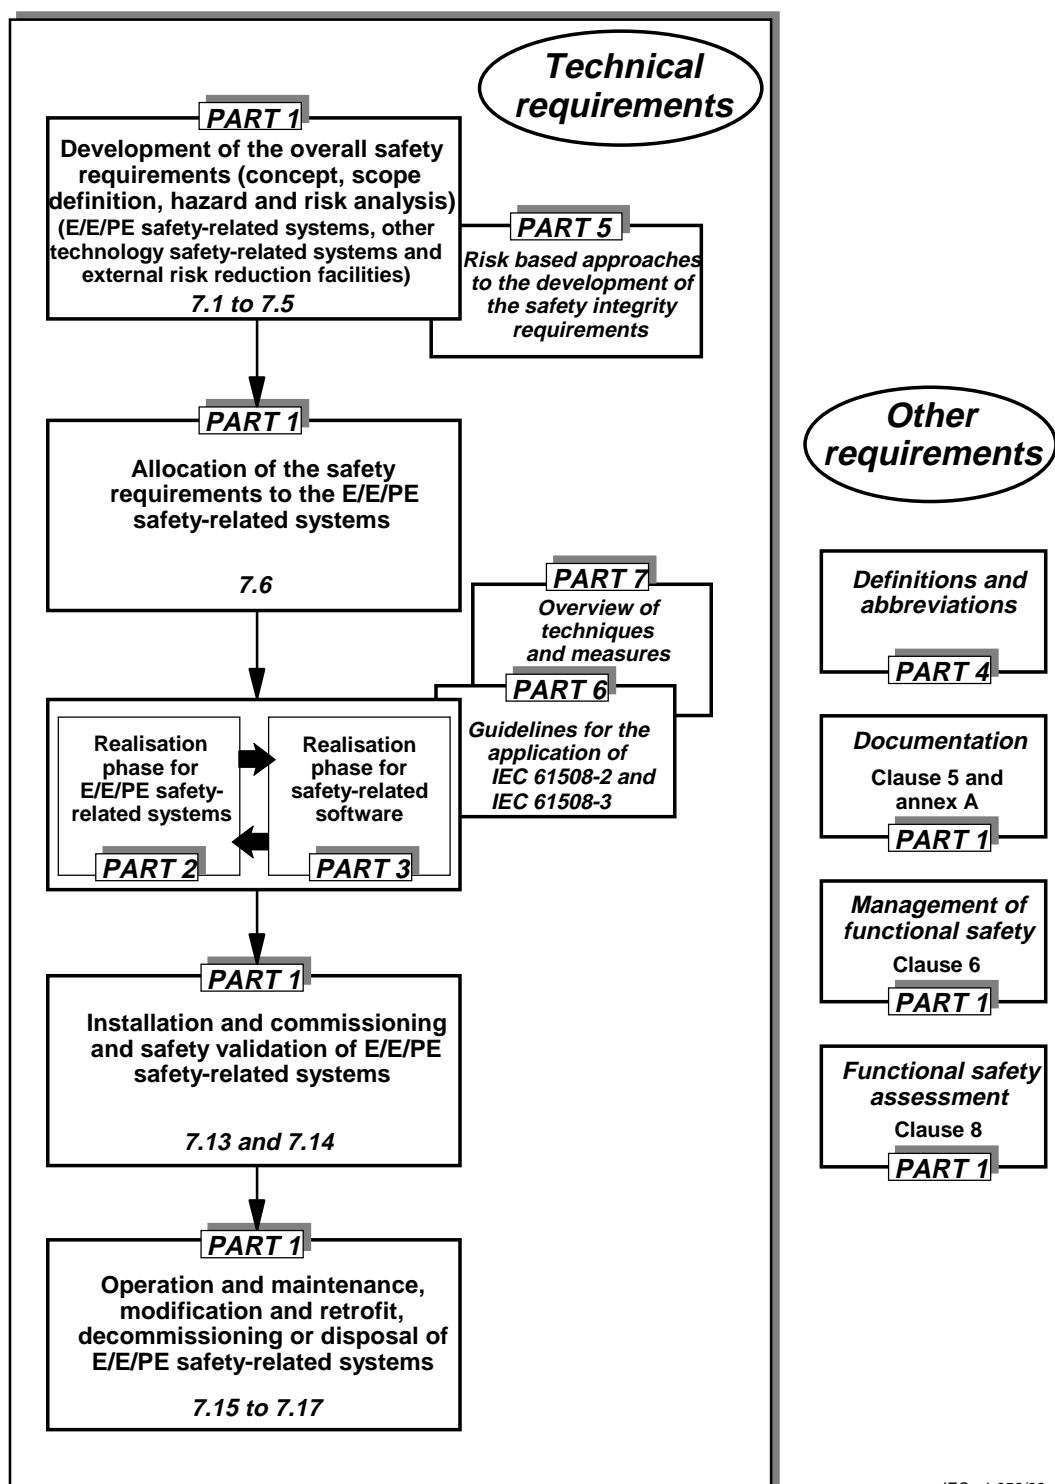 Technical
requirements
PART 1
Development of the overall safety
requirements (concept, scope
definition, hazard and risk analysis)
(E/E/PE safety-related systems, other
technology safety-related systems and
external risk reduction facilities)
7.1 to 7.5
PART 5
Risk based approaches
to the development of
the safety integrity
requirements
PART 1
Allocation of the safety
requirements to the E/E/PE
safety-related systems
7.6
PART 7
Overview of
techniques
and measures
PART 6
Guidelines for the
application of
IEC 61508-2 and
IEC 61508-3
Realisation
phase for
E/E/PE safety-
related systems
PART 2
Realisation
phase for
safety-related
software
PART 3
PART 1
Installation and commissioning
and safety validation of E/E/PE
safety-related systems
7.13 and 7.14
PART 1
Operation and maintenance,
modification and retrofit,
decommissioning or disposal of
E/E/PE safety-related systems
7.15 to 7.17
Other
requirements
Definitions and
abbreviations
PART 4
Documentation
Clause 5 and
annex A
PART 1
Management of
functional safety
Clause 6
PART 1
Functional safety
assessment
Clause 8
PART 1